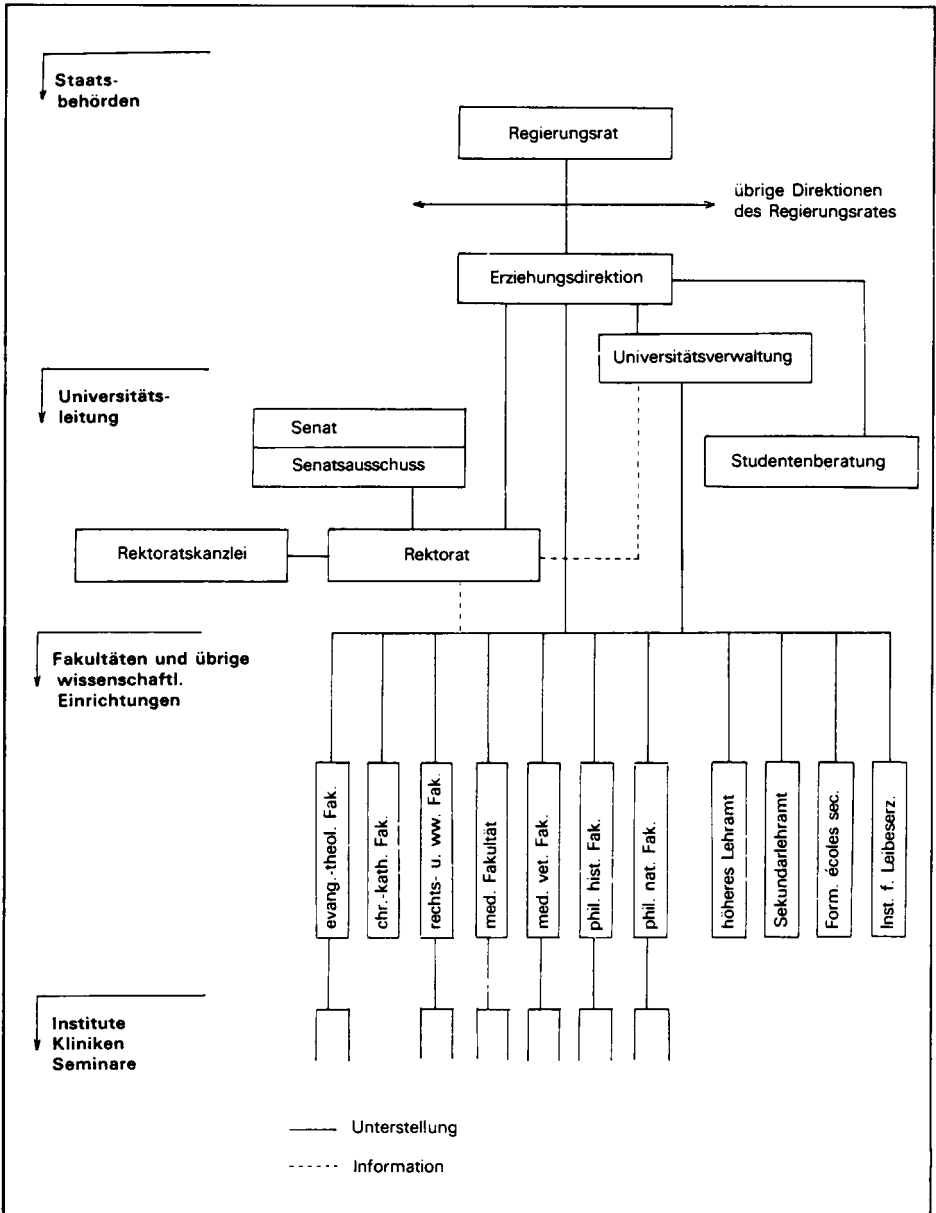 Staats-
behörden
Regierungsrat
übrige Direktionen
des Regierungsrates
Erziehungsdirektion
Universitätsverwaltung
Universitäts-
leitung
Senat
Senatsausschuss
Studentenberatung
Rektoratskanzlei
Rektorat
Fakultäten und übrige
wissenschaftl.
Einrichtungen
evang.-theol. Fak.
chr.-kath. Fak.
rechts- u. ww. Fak.
med. Fakultät
med. vet. Fak.
phil. hist. Fak.
phil. nat. Fak.
höheres Lehramt
Sekundarlehramt
Form. écoles sec.
Inst. f. Leibeserz.
Institute
Kliniken
Seminare
Unterstellung
Information